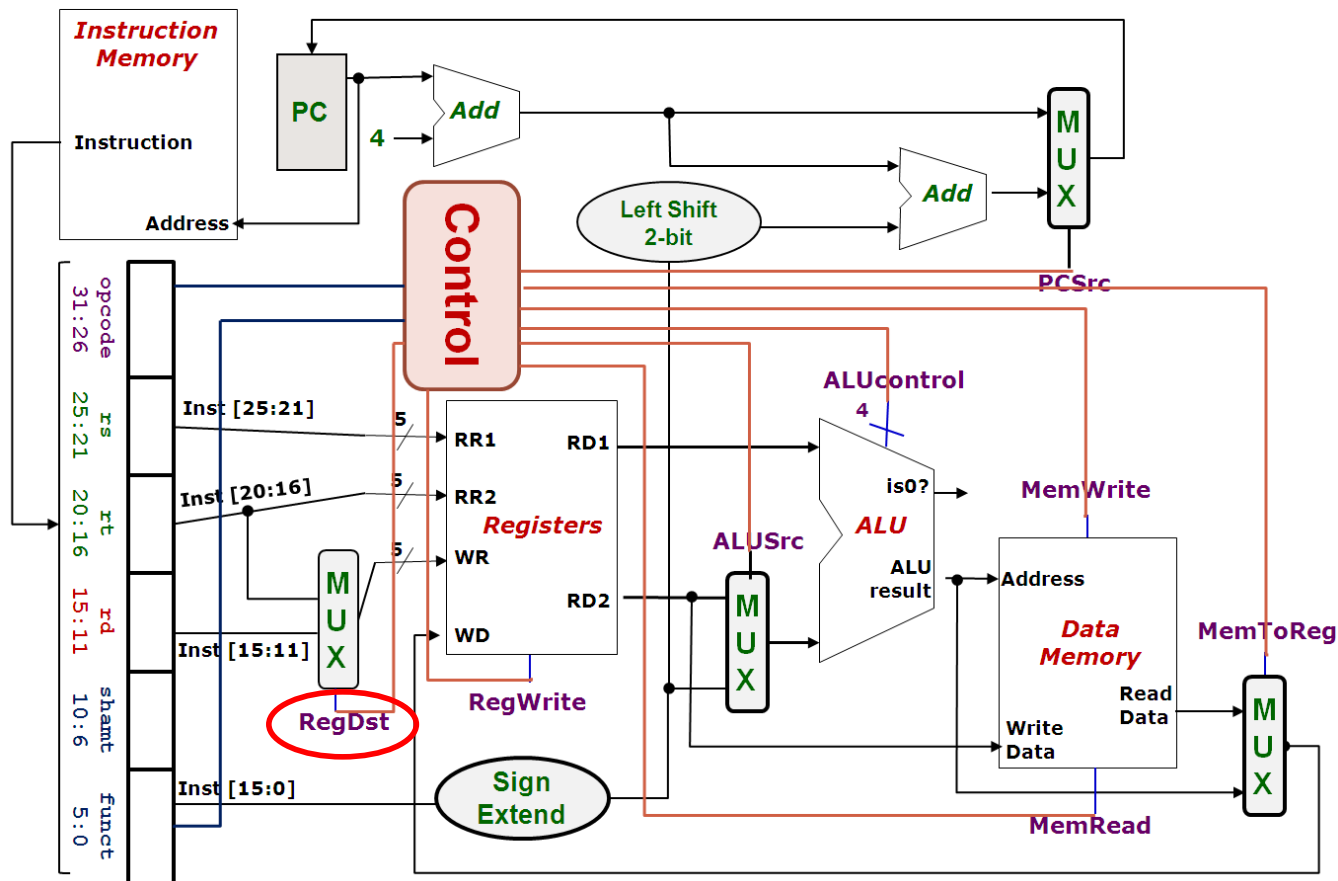 Instruction
Memory
Instruction
Address
PC
4
Add
Add
M
U
X
Left Shift
2-bit
Control
PCSrc
opcode
31:26
rs
25:21
rt
20:16
rd
15:11
shamt
10:6
funct
5:0
Inst [25:21]
5
Inst [20:16]
5
5
Inst [15:11]
Inst [15:0]
M
U
X
RegDst
RR1
RR2
WR
WD
RD1
RD2
Registers
RegWrite
Sign
Extend
ALUSrc
M
U
X
ALUcontrol
4
is0?
ALU
ALU
result
MemWrite
Address
Data
Memory
Read
Data
Write
Data
MemRead
MemToReg
M
U
X